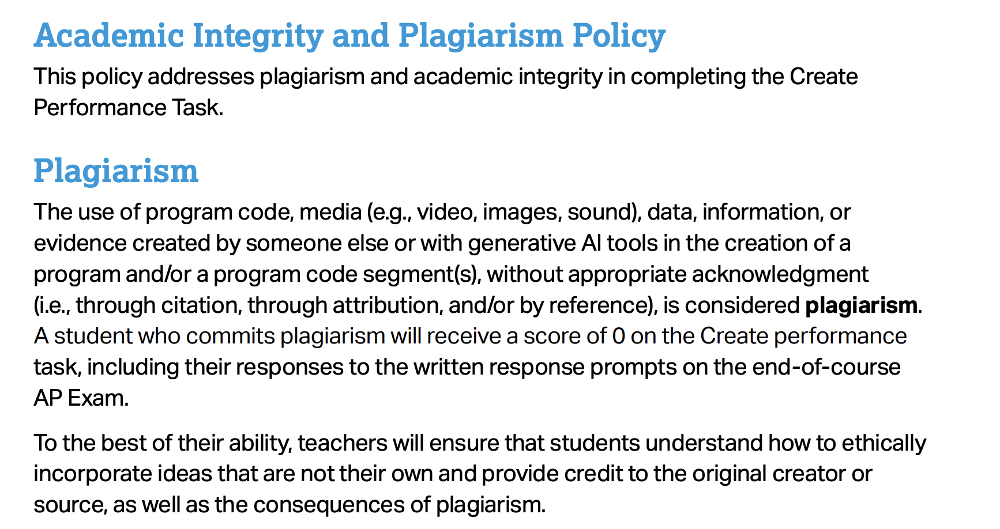 Academic Integrity and Plagiarism Policy
This policy addresses plagiarism and academic integrity in completing the Create
Performance Task.
Plagiarism
The use of program code, media (e.g., video, images, sound), data, information, or
evidence created by someone else or with generative AI tools in the creation of a
program and/or a program code segment(s), without appropriate acknowledgment
(i.e., through citation, through attribution, and/or by reference), is considered plagiarism.
A student who commits plagiarism will receive a score of 0 on the Create performance
task, including their responses to the written response prompts on the end-of-course
AP Exam.
To the best of their ability, teachers will ensure that students understand how to ethically
incorporate ideas that are not their own and provide credit to the original creator or
source, as well as the consequences of plagiarism.